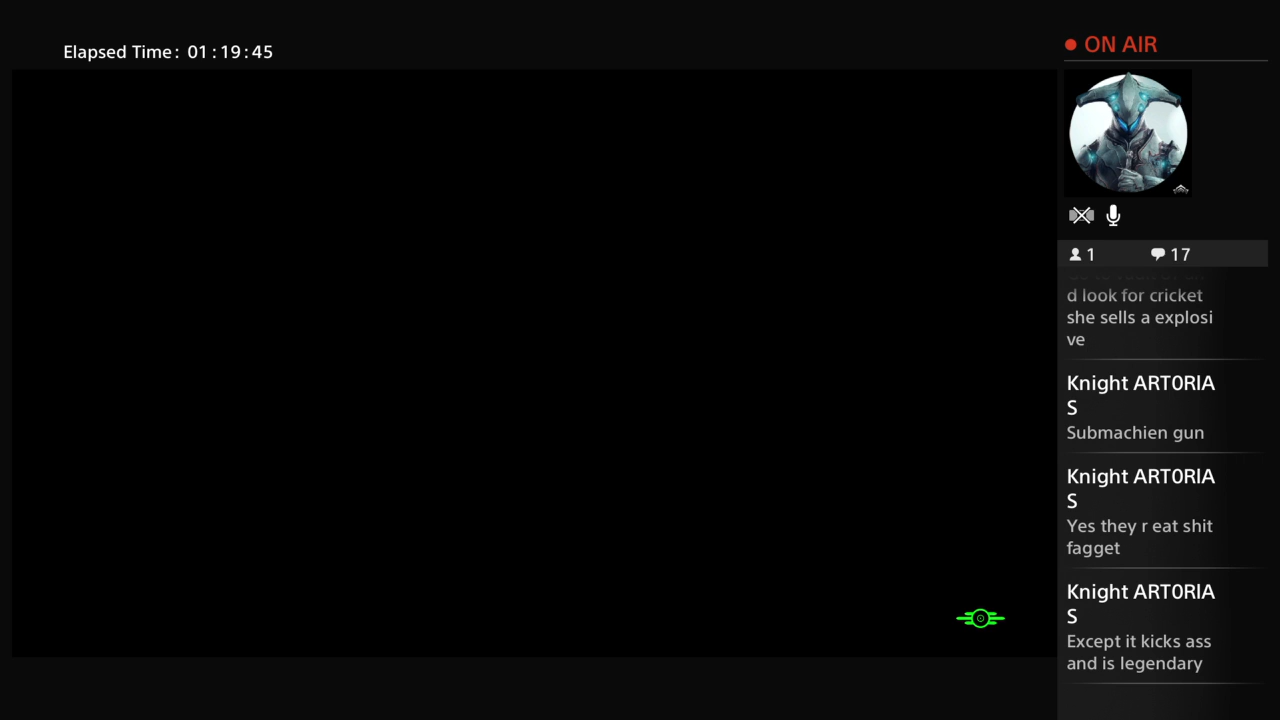 Elapsed Time: 01:19:45
ON AIR
1
17
d look for cricket
she sells a explosi
ve
Knight ART0RIA
S
Submachien gun
Knight ART0RIA
S
Yes they r eat shit
fagget
Knight ART0RIA
S
Except it kicks ass
and is legendary